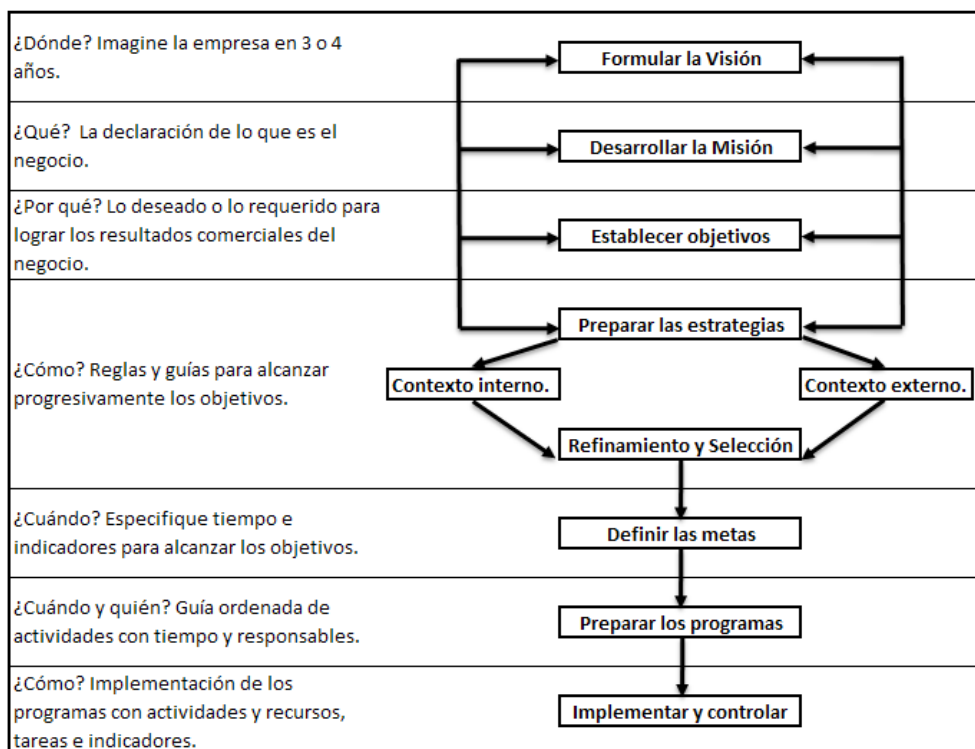 ¿Dónde? Imagine la empresa en 3 o 4
años.
Formular la Visión
¿Qué? La declaración de lo que es el
negocio.
Desarrollar la Misión
¿Por qué? Lo deseado o lo requerido para
lograr los resultados comerciales del
negocio.
Establecer objetivos
Preparar las estrategias
¿Cómo? Reglas y guías para alcanzar
progresivamente los objetivos.
Contexto interno.
Contexto externo.
Refinamiento y Selección
¿Cuándo? Especifique tiempo e
indicadores para alcanzar los objetivos.
Definir las metas
¿Cuándo y quién? Guía ordenada de
actividades con tiempo y responsables.
Preparar los programas
¿Cómo? Implementación de los
programas con actividades y recursos,
tareas e indicadores.
Implementar y controlar